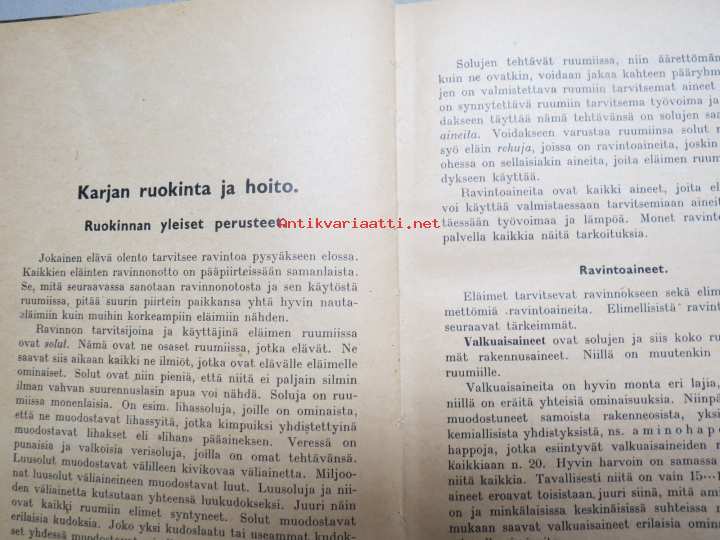 Karjan ruokinta ja hoito.
Ruokinnan yleiset perusteet.
Antikvariaatti.net
Jokainen elävä olento tarvitsee ravintoa pysyäkseen elossa.
Kaikkien eläinten ravinnonotto on pääpiirteissään samanlaista.
Se, mitä seuraavassa sanotaan ravinnonotosta ja sen käytöstä
ruumiissa, pitää suurin piirtein paikkansa yhtä hyvin nauta-
eläimiin kuin muihin korkeampiin eläimiin nähden.
Ravinnon tarvitsijoina ja käyttäjinä eläimen ruumiissa
ovat solut. Nämä ovat ne osaset ruumiissa, jotka elävät. Ne
saavat siis aikaan kaikki ne ilmiöt, jotka ovat elävälle eläimelle
ominaiset. Solut ovat niin pieniä, että niitä ei paljain silmin
ilman vahvan suurennuslasin apua voi nähdä. Soluja on ruu-
miissa monenlaisia. On esim. lihassoluja, joille on ominaista,
että ne muodostavat lihassyitä, jotka kimpuiksi yhdistettyinä
muodostavat lihakset eli »lihan» pääaineksen. Veressä on
punaisia ja valkoisia verisoluja, joilla on omat tehtävänsä.
Luusolut muodostavat välilleen kivikovaa väliainetta. Miljoo-
nat luusolut väliaineineen muodostavat luut. Luusoluja ja nii-
den väliainetta kutsutaan yhteensä luukudokseksi. Juuri näin
ovat kaikki ruumiin elimet syntyneet. Solut muodostavat
erilaisia kudoksia. Joko yksi kudoslaatu tai useammat kudok-
set yhdessä muodostavat
Solujen tehtävät ruumiissa, niin äärettömän
kuin ne ovatkin, voidaan jakaa kahteen pääryhm
jen on valmistettava ruumiin tarvitsemat aineet
on synnytettävä ruumiin tarvitsema työvoima ja
dakseen täyttää nämä tehtävänsä on solujen saa
aineita. Voidakseen varustaa ruumiinsa solut r
syö eläin rehuja, joissa on ravintoaineita, joskin
ohessa on sellaisiakin aineita, joita eläimen ruum
dykseen käyttää.
Ravintoaineita ovat kaikki aineet, joita elä
voi käyttää valmistaessaan tarvitsemiaan aineit
täessään työvoimaa ja lämpöä. Monet ravinto
palvella kaikkia näitä tarkoituksia.
Ravintoaineet.
Eläimet tarvitsevat ravinnokseen sekä elim
mettömiä ravintoaineita. Elimellisistä ravint
seuraavat tärkeimmät.
Valkuaisaineet ovat solujen ja siis koko ru
mät rakennusaineet. Niillä on muutenkin
ruumiille.
Valkuaisaineita on hyvin monta eri lajia,
niillä on eräitä yhteisiä ominaisuuksia. Niinpä
muodostuneet samoista rakenneosista, yksi
kemiallisista yhdistyksistä, ns. aminohapo
happoja, jotka esiintyvät valkuaisaineiden r
kaikkiaan n. 20. Hyvin harvoin on samassa
niitä kaikkia. Tavallisesti niitä on vain 15—1
aineet eroavat toisistaan juuri siinä, mitä am
on ja minkälaisissa keskinäisissä suhteissa n
mukaan saavat valkuaisaineet erilaisia omina